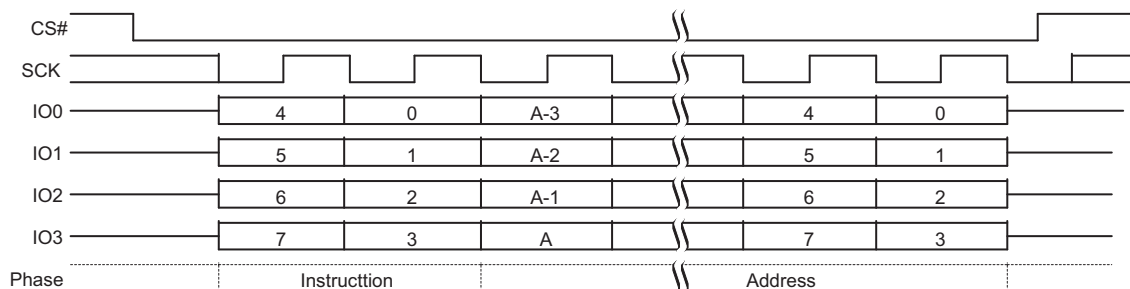 CS#
SCK
IO0 4 0 A-3 4 0
IO1 5 1 A-2 5 1
IO2 6 2 A-1 6 2
IO3 7 3 A 7 3
Phase Instructtion Address